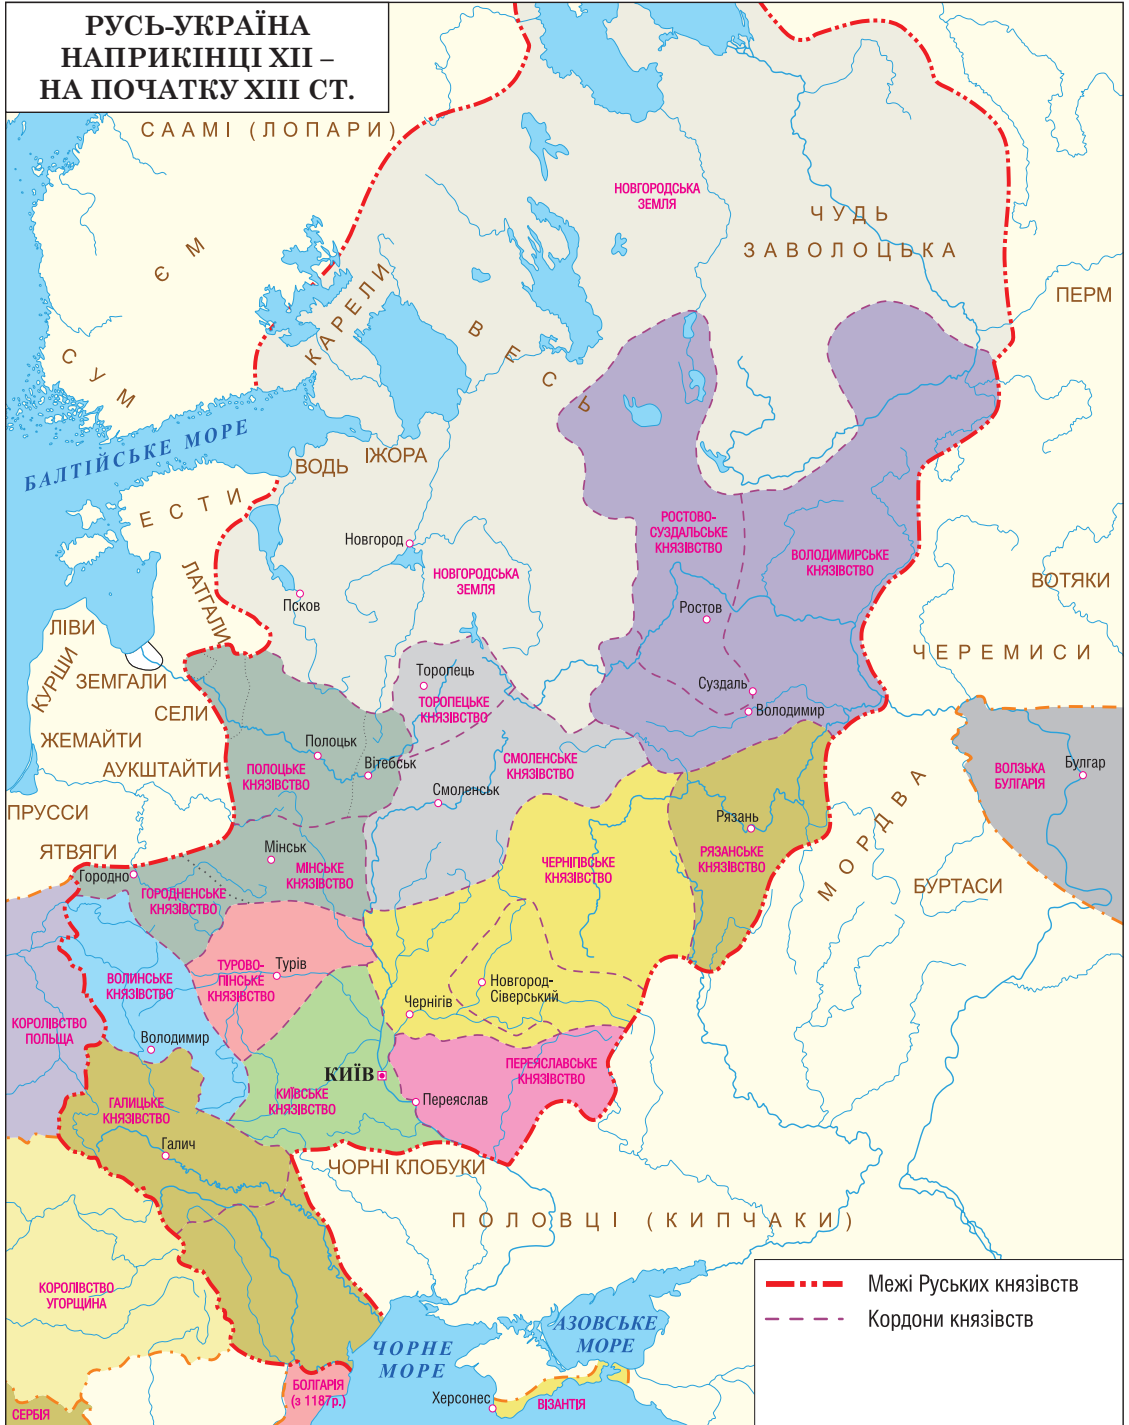 РУСЬ-УКРАЇНА
НАПРИКІНЦІ XII –
НА ПОЧАТКУ XIII СТ.
СААМІ (ЛОПАРИ)
НОВГОРОДСЬКА
ЗЕМЛЯ
ЧУДЬ
ЗАВОЛОЦЬКА
ЄМ
КАРЕЛИ
ПЕРМ
ВЕСЬ
СУМ
БАЛТІЙСЬКЕ МОРЕ
ВОДЬ
ІЖОРА
ЕСТИ
РОСТОВО-
СУЗДАЛЬСЬКЕ
КНЯЗІВСТВО
ВОЛОДИМИРСЬКЕ
КНЯЗІВСТВО
Новгород
НОВГОРОДСЬКА
ЗЕМЛЯ
ЛАТГАЛИ
Псков
Ростов
ВОТЯКИ
ЛІВИ
КУРШИ
ЧЕРЕМИСИ
ЗЕМГАЛИ
Торопець
ТОРОПЕЦЬКЕ
КНЯЗІВСТВО
Суздаль
Володимир
СЕЛИ
ЖЕМАЙТИ
АУКШТАЙТИ
Полоцьк
ПОЛОЦЬКЕ
КНЯЗІВСТВО
Вітебськ
СМОЛЕНСЬКЕ
КНЯЗІВСТВО
Смоленськ
ВОЛЗЬКА
БУЛГАРІЯ
Булгар
ПРУССИ
Рязань
РЯЗАНСЬКЕ
КНЯЗІВСТВО
МОРДВА
ЯТВЯГИ
Мінськ
МІНСЬКЕ
КНЯЗІВСТВО
ЧЕРНІГІВСЬКЕ
КНЯЗІВСТВО
Городно
ГОРОДНЕНСЬКЕ
КНЯЗІВСТВО
БУРТАСИ
ВОЛИНСЬКЕ
КНЯЗІВСТВО
ТУРОВО-
ПІНСЬКЕ
КНЯЗІВСТВО
Турів
Новгород-
Сіверський
Чернігів
КОРОЛІВСТВО
ПОЛЬЩА
Володимир
КИЇВ
ПЕРЕЯСЛАВСЬКЕ
КНЯЗІВСТВО
ГАЛИЦЬКЕ
КНЯЗІВСТВО
КИЇВСЬКЕ
КНЯЗІВСТВО
Переяслав
Галич
ЧОРНІ КЛОБУКИ
ПОЛОВЦІ (КИПЧАКИ)
КОРОЛІВСТВО
УГОРЩИНА
Межі Руських князівств
Кордони князівств
АЗОВСЬКЕ
МОРЕ
ЧОРНЕ
МОРЕ
БОЛГАРІЯ
(з 1187р.)
Херсонес
ВІЗАНТІЯ
СЕРБІЯ